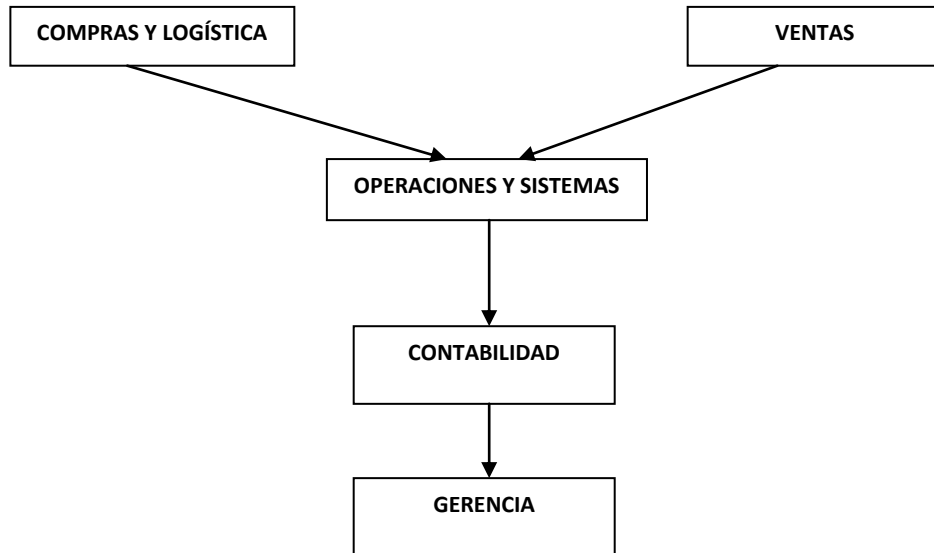 COMPRAS Y LOGÍSTICA
VENTAS
OPERACIONES Y SISTEMAS
CONTABILIDAD
GERENCIA